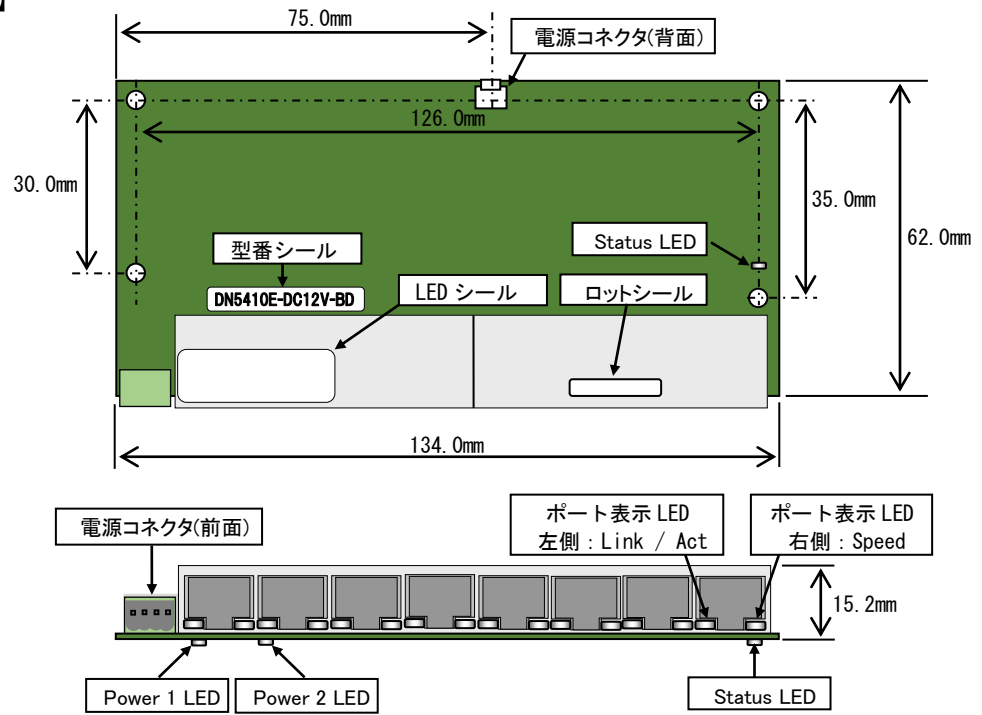 75.0mm
電源コネクタ(背面)
126.0mm
30.0mm
35.0mm
62.0mm
Status LED
型番シール
DN5410E-DC12V-BD
LED シール
ロットシール
134.0mm
電源コネクタ(前面)
ポート表示 LED
左側：Link / Act
ポート表示 LED
右側：Speed
15.2mm
Power 1 LED
Power 2 LED
Status LED